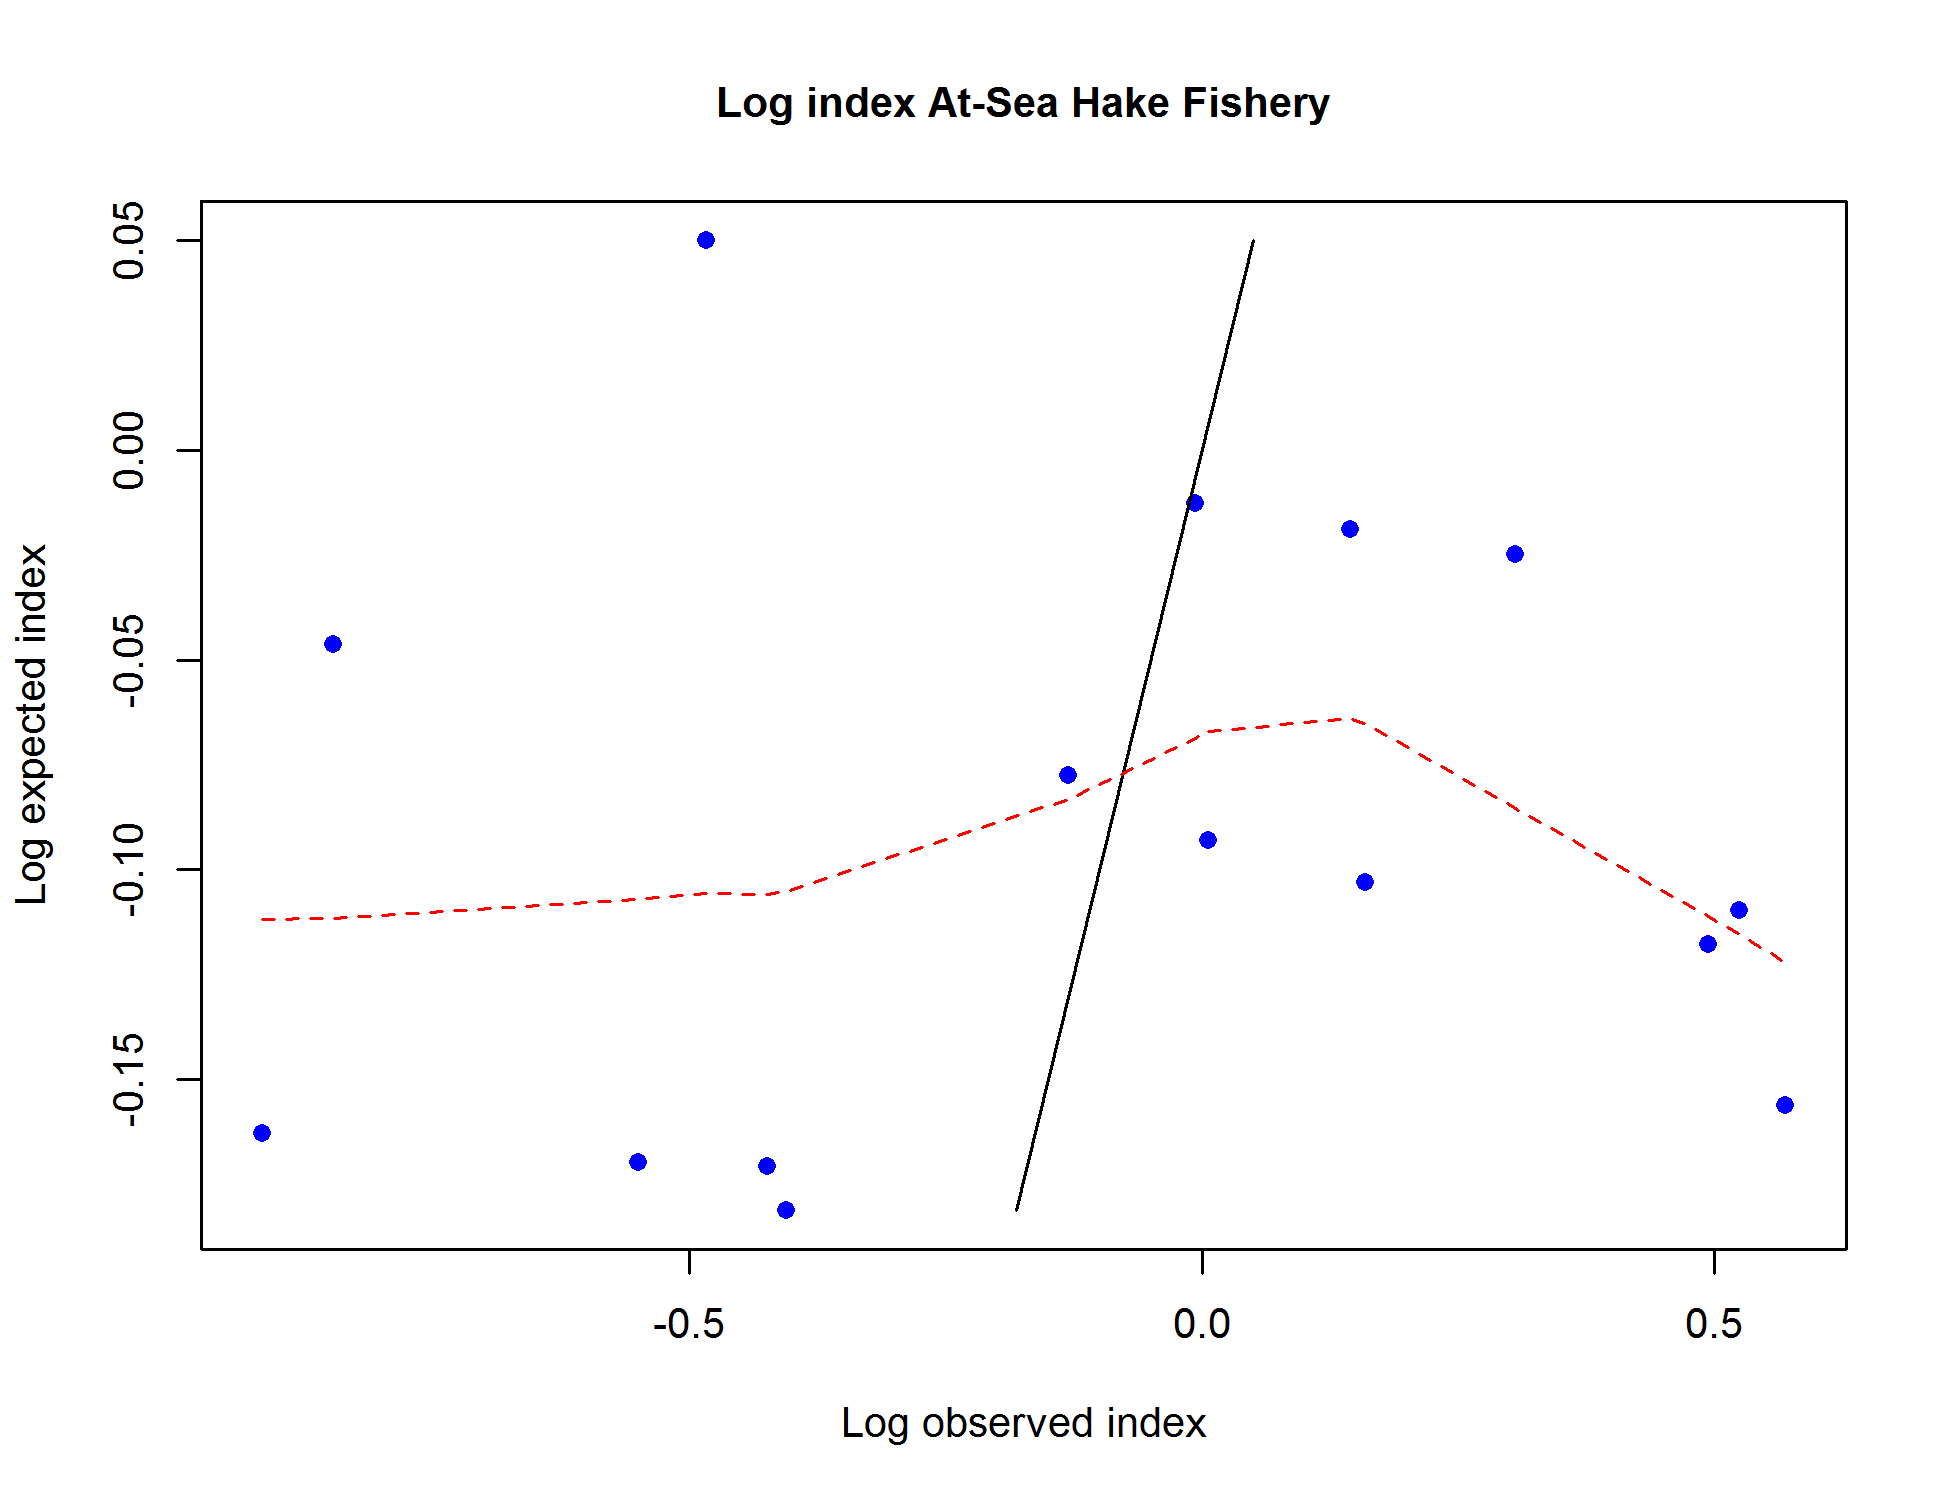 Log index At-Sea Hake Fishery
Log expected index
0.05
0.00
-0.05
-0.10
-0.15
-0.5 0.0 0.5
Log observed index